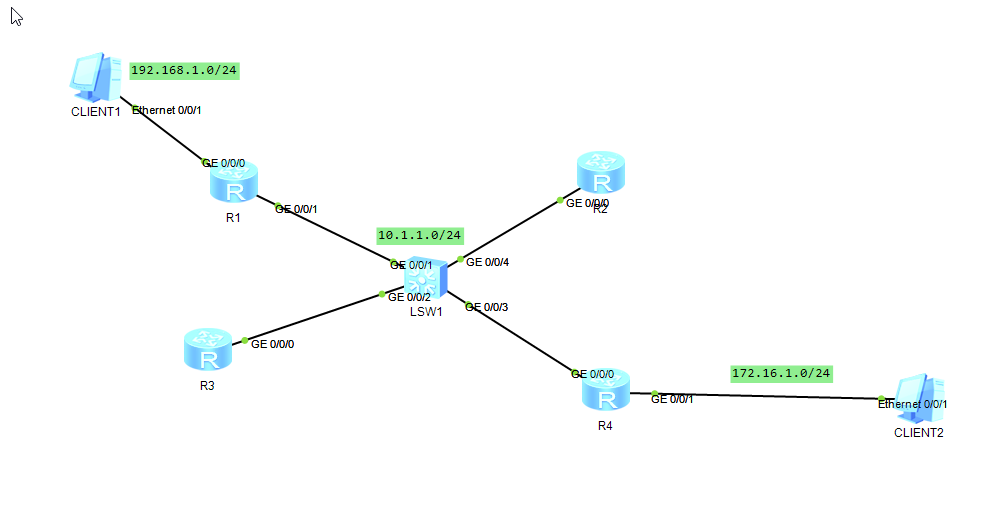 192.168.1.0/24
CLIENT1
Ethernet 0/0/1
GE 0/0/0
R
R1
GE 0/0/1
R
GE 0/0/0
R2
10.1.1.0/24
GE 0/0/1
GE 0/0/4
GE 0/0/2
GE 0/0/3
LSW1
R
GE 0/0/0
R3
GE 0/0/0
R
GE 0/0/1
R4
172.16.1.0/24
Ethernet 0/0/1
CLIENT2